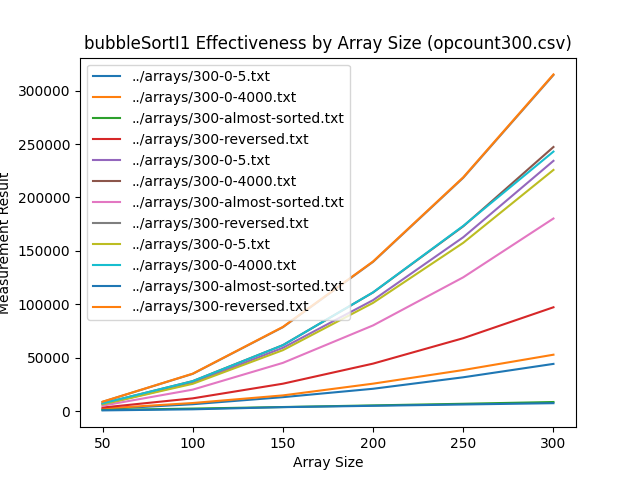 bubbleSortI1 Effectiveness by Array Size (opcount300.csv)
../arrays/300-0-5.txt
../arrays/300-0-4000.txt
../arrays/300-almost-sorted.txt
../arrays/300-reversed.txt
../arrays/300-0-5.txt
../arrays/300-0-4000.txt
../arrays/300-almost-sorted.txt
../arrays/300-reversed.txt
../arrays/300-0-5.txt
../arrays/300-0-4000.txt
../arrays/300-almost-sorted.txt
../arrays/300-reversed.txt
Measurement Result
300000
250000
200000
150000
100000
50000
0
50
100
150
200
250
300
Array Size